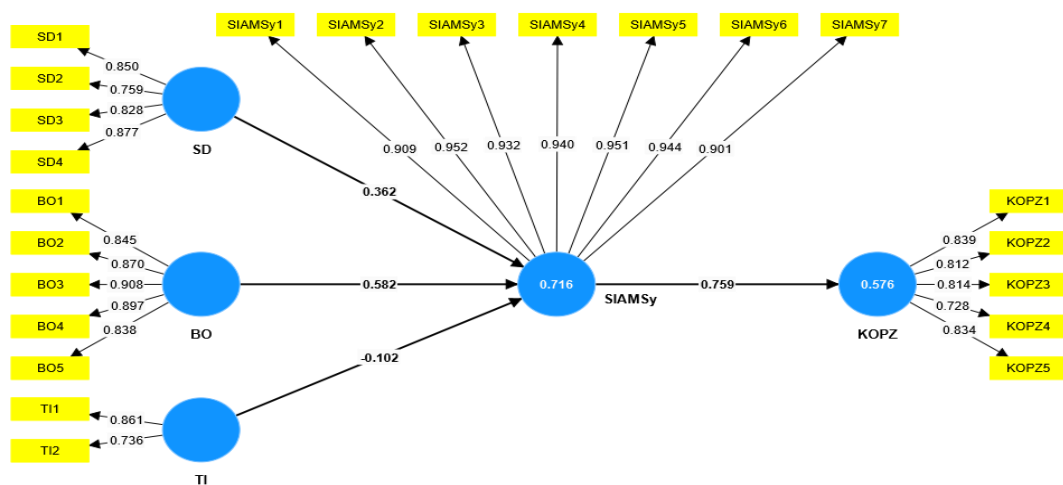 SIAMSy1 SIAMSy2 SIAMSy3 SIAMSy4 SIAMSy5 SIAMSy6 SIAMSy7
SD1
0.850
SD2
0.759
SD3
0.828
SD4
0.877
SD
0.909 0.952 0.932 0.940 0.951 0.944 0.901
0.362
BO1
0.845
BO2
0.870
BO3
0.908
BO4
0.897
BO5
0.838
BO
0.582
0.716
SIAMSy
0.759
0.576
KOPZ
KOPZ1
0.839
KOPZ2
0.812
KOPZ3
0.814
KOPZ4
0.728
KOPZ5
0.834
-0.102
TI1
0.861
TI2
0.736
TI